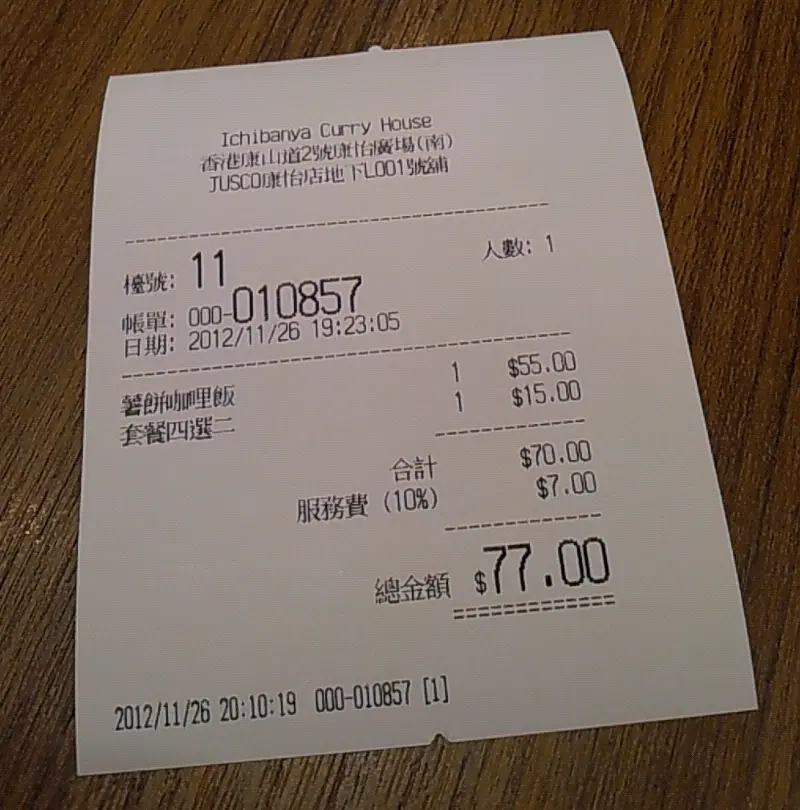 Ichibanya Curry House
香港康山道2號康怡廣場(南)
JUSCO康怡店地下L001號舖
檯號: 11 人數: 1
帳單: 000-010857
日期: 2012/11/26 19:23:05
薯餅咖哩飯 1 $55.00
套餐四選二 1 $15.00
合計 $70.00
服務費 (10%) $7.00
總金額 $77.00
2012/11/26 20:10:19 000-010857 [1]